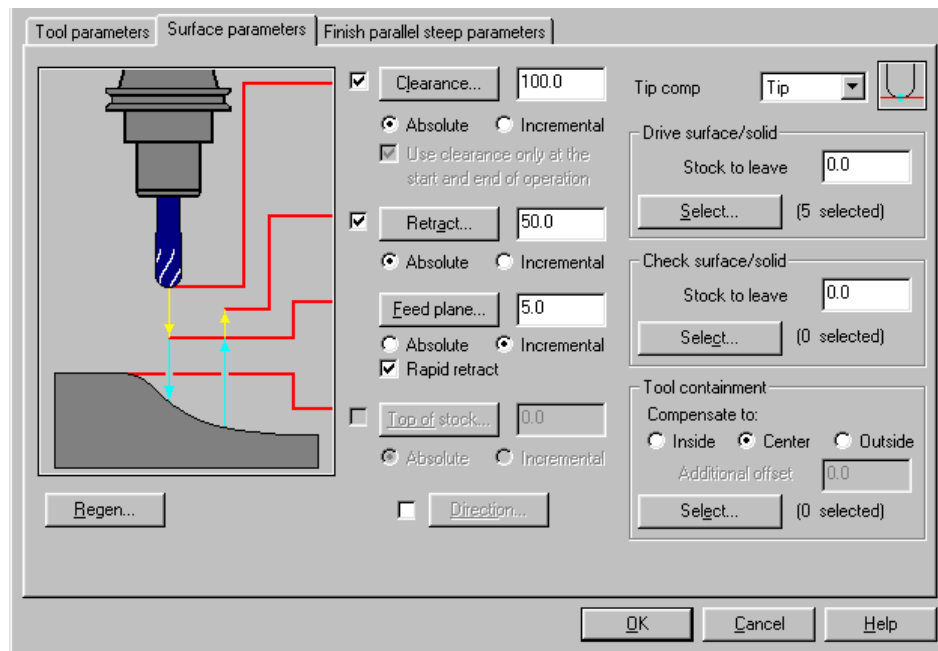 Tool parameters Surface parameters Finish parallel steep parameters
Clearance... 100.0
Absolute Incremental
Use clearance only at the
start and end of operation
Retract... 50.0
Absolute Incremental
Feed plane... 5.0
Absolute Incremental
Rapid retract
Top of stock... 0.0
Absolute Incremental
Regen... Direction...
Tip comp Tip
Drive surface/solid
Stock to leave 0.0
Select... (5 selected)
Check surface/solid
Stock to leave 0.0
Select... (0 selected)
Tool containment
Compensate to:
Inside Center Outside
Additional offset 0.0
Select... (0 selected)
OK Cancel Help